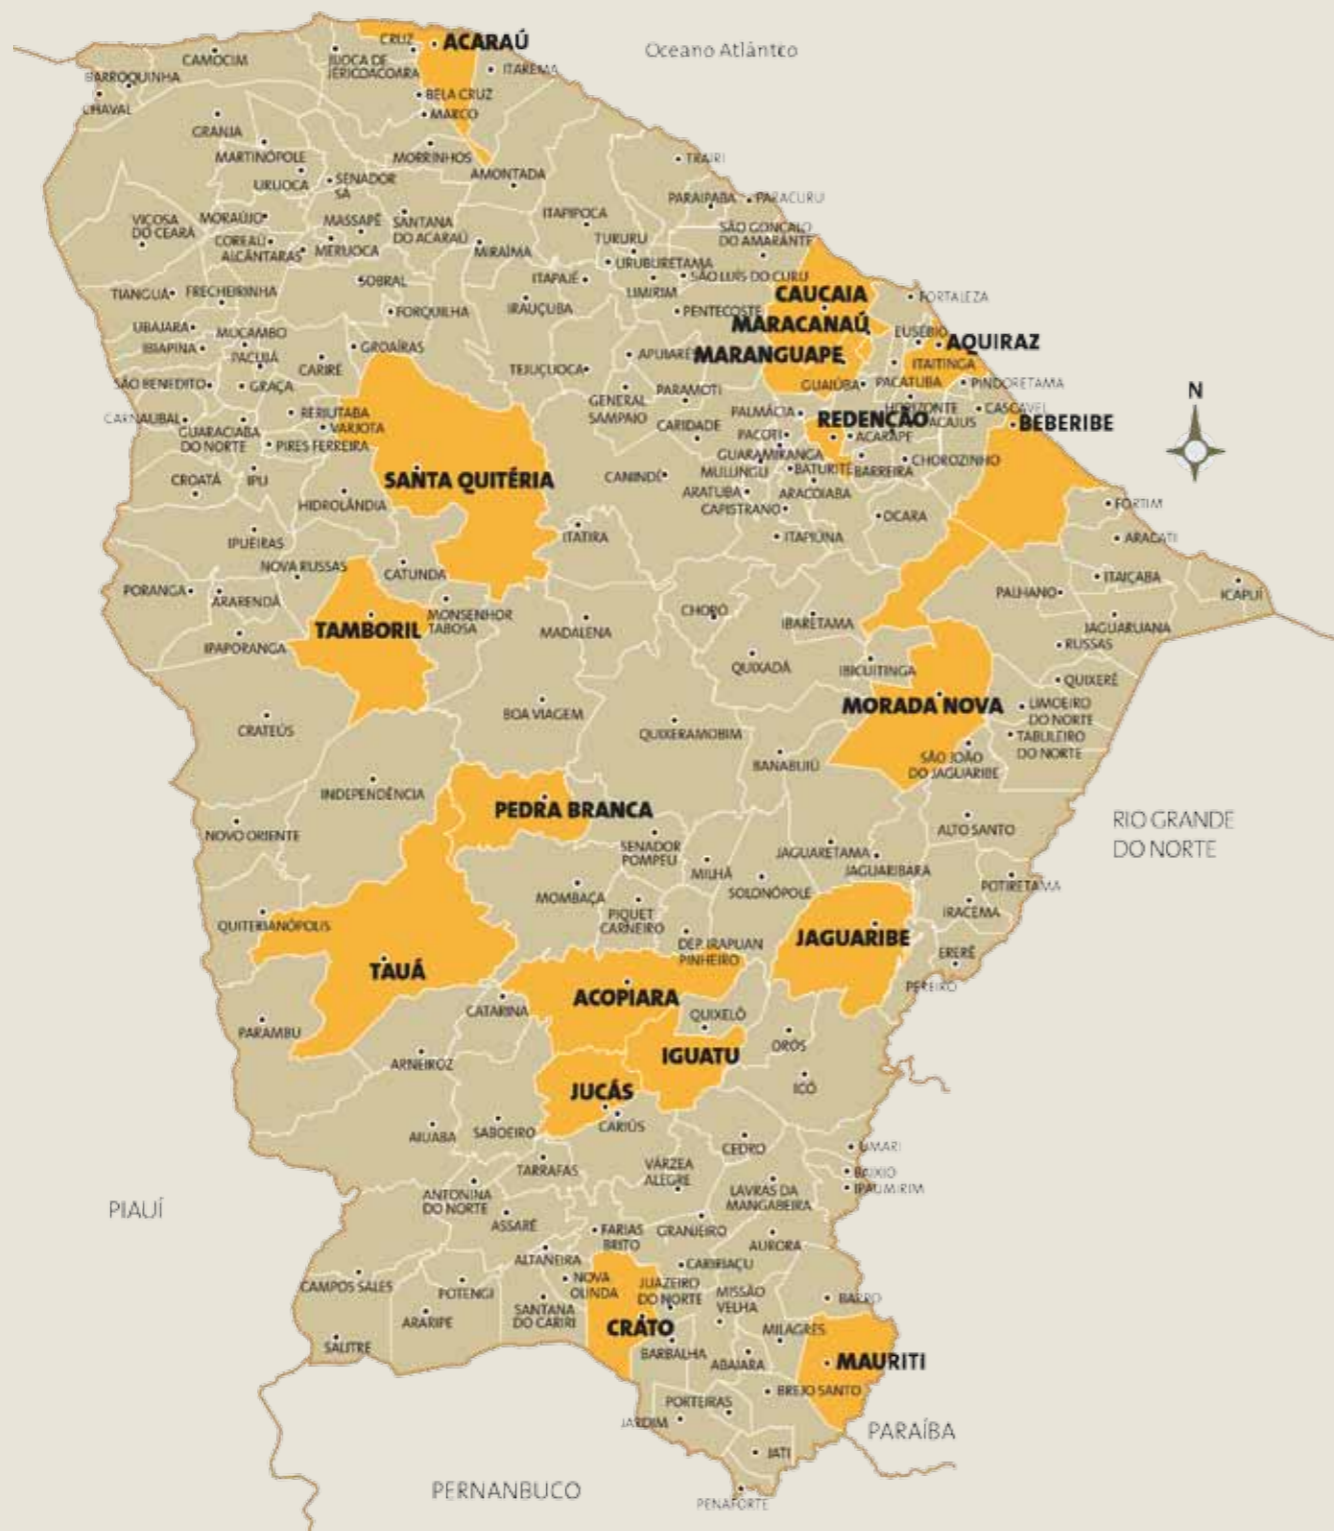 CRUZ
ACARAÚ
Oceano Atlântco
CAMOCIM
JIJOCA DE
JERICOACOARA
ITAREMA
BARROQUINHA
BELA CRUZ
CHAVAL
MARCO
GRANJA
MARTINÓPOLE
MORRINHOS
TRAIRI
AMONTADA
URUOCA
SENADOR
SÁ
PARAIPABA
PARACURU
VIÇOSA
DO CEARÁ
MORAÚJO
MASSAPÊ
SANTANA
DO ACARAÚ
ITAPIPOCA
SÃO GONÇALO
DO AMARANTE
COREAÚ
ALCÂNTARAS
MERUOCA
MIRAÍMA
TURURU
URUBURETAMA
SOBRAL
ITAPAJÉ
SÃO LUÍS DO CURU
TIANGUÁ
FRECHEIRINHA
UMIRIM
CAUCAIA
FORTALEZA
FORQUILHA
IRAUÇUBA
PENTECOSTE
MARACANAÚ
UBAJARA
MUCAMBO
EUSÉBIO
AQUIRAZ
IBIAPINA
PACUJÁ
GROAÍRAS
APUIARÉS
MARANGUAPE
ITAITINGA
CARIRÉ
TEJUÇUOCA
SÃO BENEDITO
GRAÇA
GENERAL
SAMPAIO
PARAMOTI
GUAIÚBA
PACATUBA
PINDORETAMA
CARNAUBAL
RERIUTABA
VARJOTA
PALMÁCIA
HORIZONTE
CASCAVEL
GUARACIABA
DO NORTE
PIRES FERREIRA
CARIDADE
REDENÇÃO
PACAJUS
BEBERIBE
PACOTI
ACARAPE
GUARAMIRANGA
CROATÁ
IPU
SANTA QUITÉRIA
CANINDÉ
MULUNGU
BATURITÉ
BARREIRA
CHOROZINHO
ARATUBA
ARACOIABA
HIDROLÂNDIA
CAPISTRANO
OCARA
FORTIM
IPUEIRAS
ITATIRA
ITAPIÚNA
ARACATI
NOVA RUSSAS
CATUNDA
PORANGA
ARARENDÁ
ITAIÇABA
PALHANO
ICAPUÍ
TAMBORIL
MONSENHOR
TABOSA
MADALENA
CHORÓ
IBARETAMA
JAGUARUANA
IPAPORANGA
RUSSAS
QUIXADÁ
IBICUITINGA
QUIXERÉ
MORADA NOVA
LIMOEIRO
DO NORTE
CRATEÚS
BOA VIAGEM
QUIXERAMOBIM
TABULEIRO
DO NORTE
BANABUIÚ
SÃO JOÃO
DO JAGUARIBE
INDEPENDÊNCIA
PEDRA BRANCA
NOVO ORIENTE
ALTO SANTO
RIO GRANDE
DO NORTE
SENADOR
POMPEU
JAGUARETAMA
MILHÃ
JAGUARIBARA
SOLONÓPOLE
POTIRETAMA
MOMBAÇA
PIQUET
CARNEIRO
IRACEMA
QUITERIANÓPOLIS
DEP. IRAPUAN
PINHEIRO
JAGUARIBE
ERERÊ
TAUÁ
PEREIRO
ACOPIARA
CATARINA
QUIXELÔ
PARAMBU
ORÓS
IGUATU
ARNEIROZ
ICÓ
JUCÁS
CARIÚS
AIUABA
SABOEIRO
CEDRO
UMARI
TARRAFAS
VÁRZEA
ALEGRE
BAIXIO
IPAUMIRIM
ANTONINA
DO NORTE
LAVRAS DA
MANGABEIRA
PIAUÍ
ASSARÉ
FARIAS
BRITO
GRANJEIRO
AURORA
ALTANEIRA
CARIRIAÇU
CAMPOS SALES
NOVA
OLINDA
JUAZEIRO
DO NORTE
MISSÃO
VELHA
POTENGI
BARRO
SANTANA
DO CARIRI
ARARIPE
CRATO
MILAGRES
SALITRE
BARBALHA
ABAIARA
MAURITI
BREJO SANTO
PORTEIRAS
JARDIM
PARAÍBA
JATI
PERNANBUCO
PENAFORTE
N